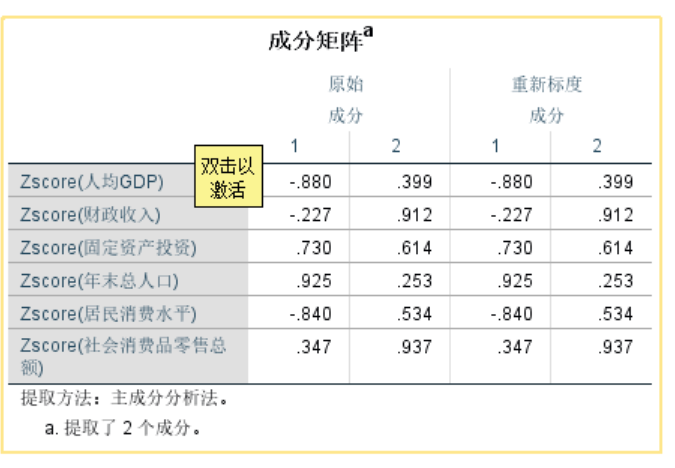 成分矩阵a
原始 重新标度
成分 成分
1 2 1 2
双击以
激活
Zscore(人均GDP) -.880 .399 -.880 .399
Zscore(财政收入) -.227 .912 -.227 .912
Zscore(固定资产投资) .730 .614 .730 .614
Zscore(年末总人口) .925 .253 .925 .253
Zscore(居民消费水平) -.840 .534 -.840 .534
Zscore(社会消费品零售总 .347 .937 .347 .937
额)
提取方法：主成分分析法。
a. 提取了 2 个成分。